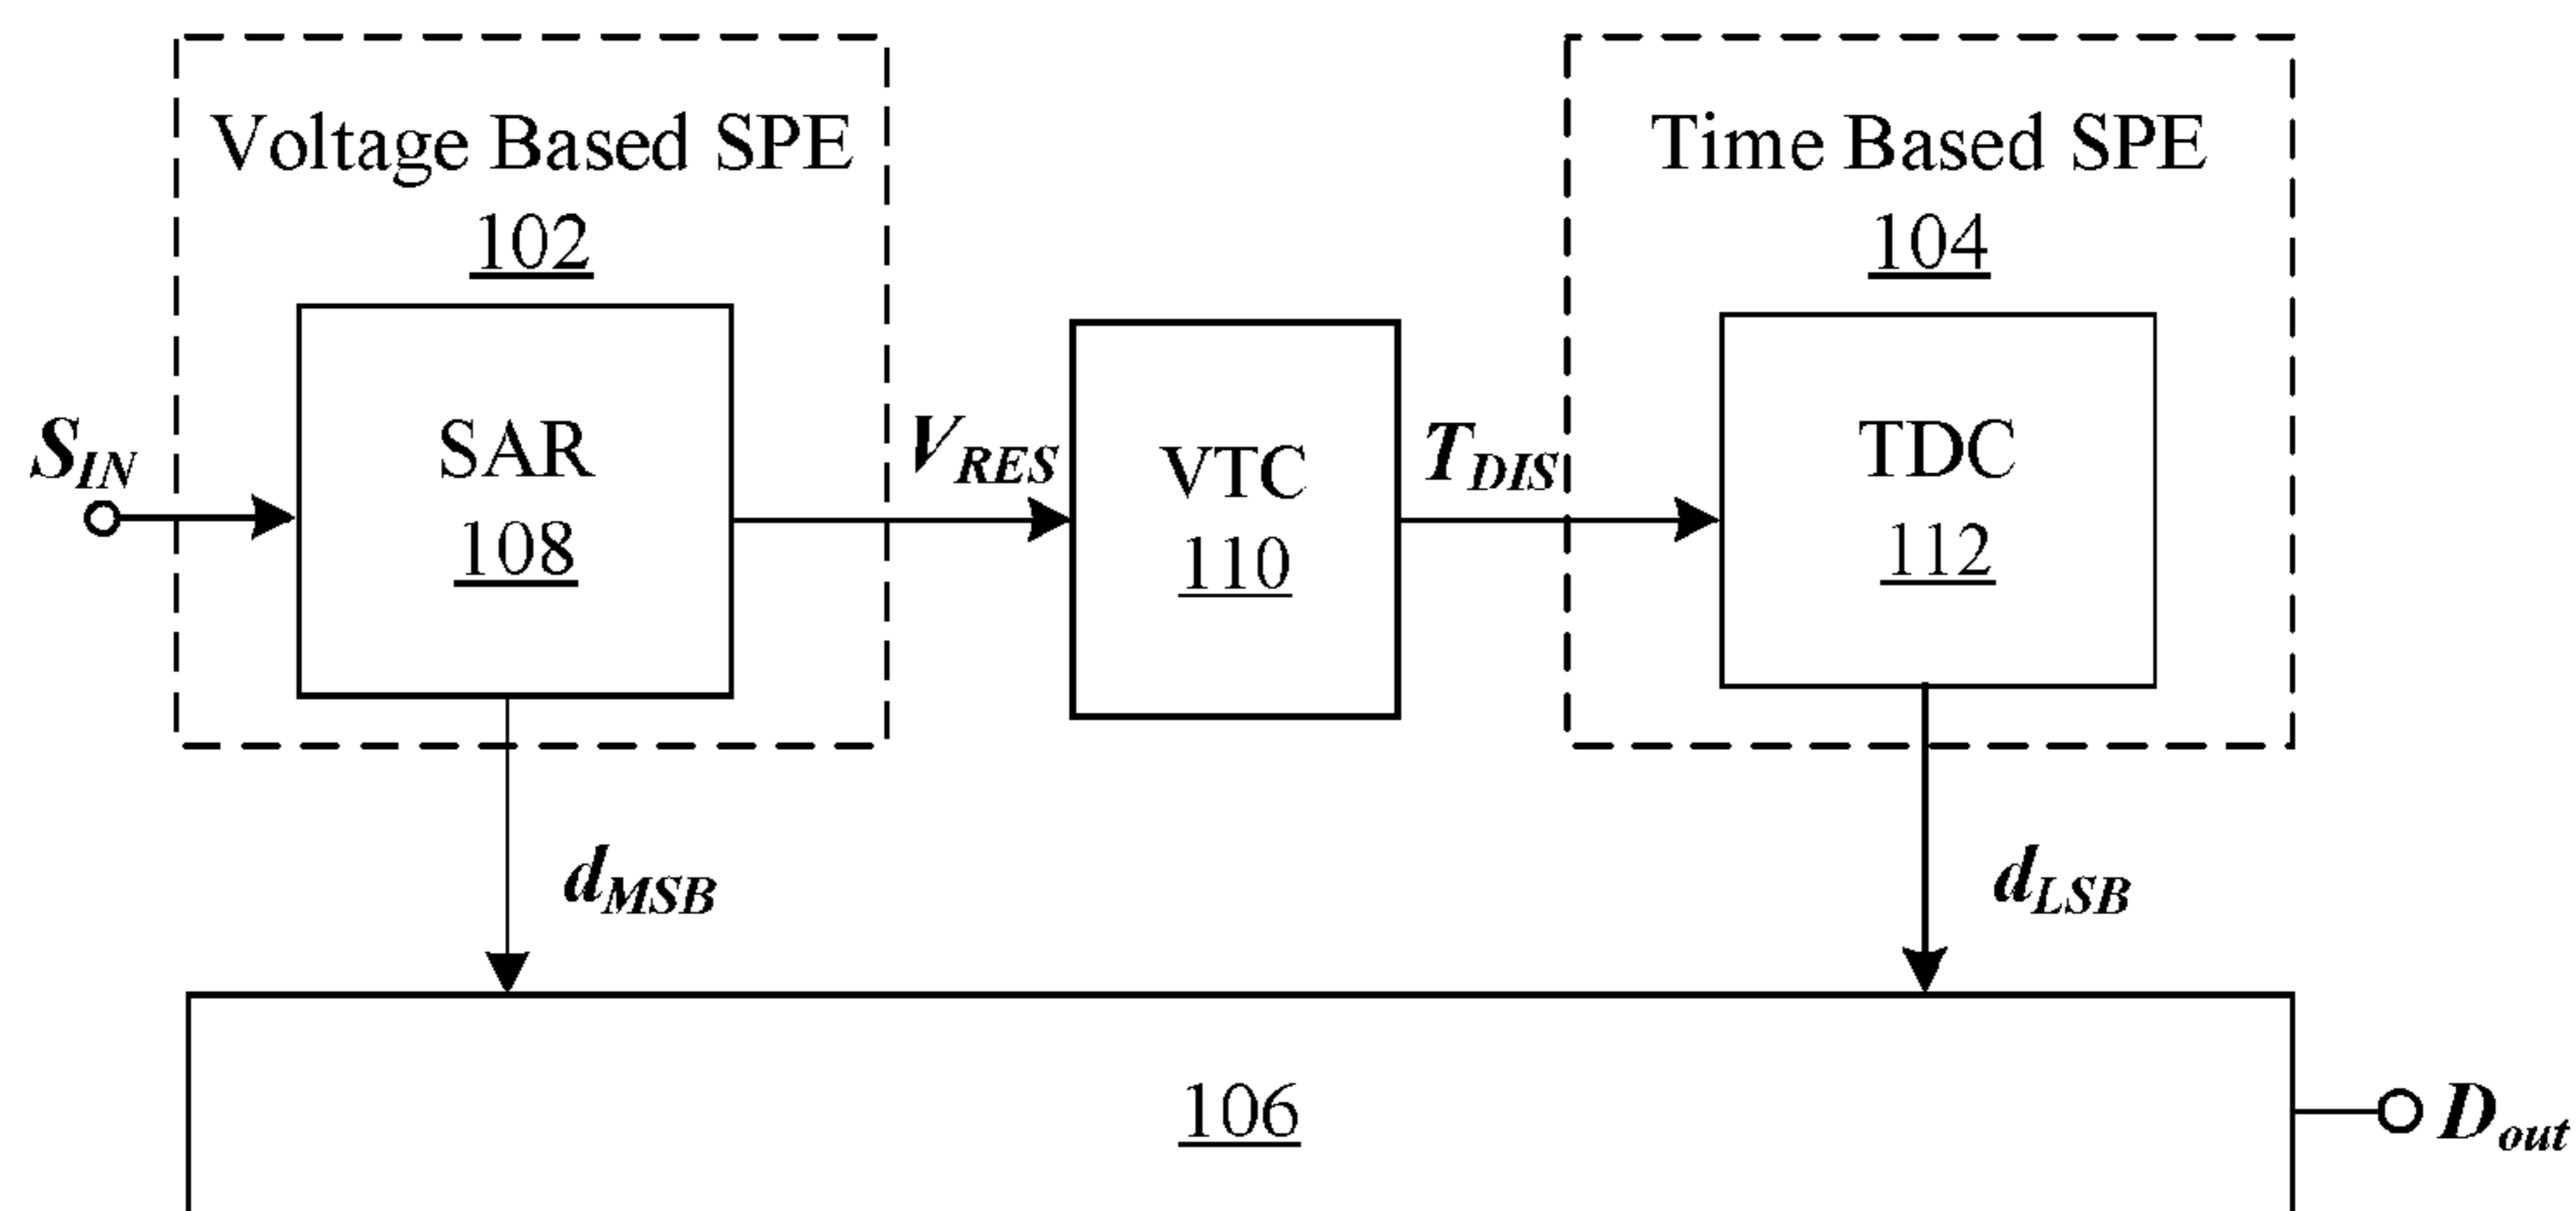 Voltage Based SPE
102
Time Based SPE
104
S_IN
SAR
108
V_RES
VTC
110
T_DIS
TDC
112
d_MSB
d_LSB
106
D_out